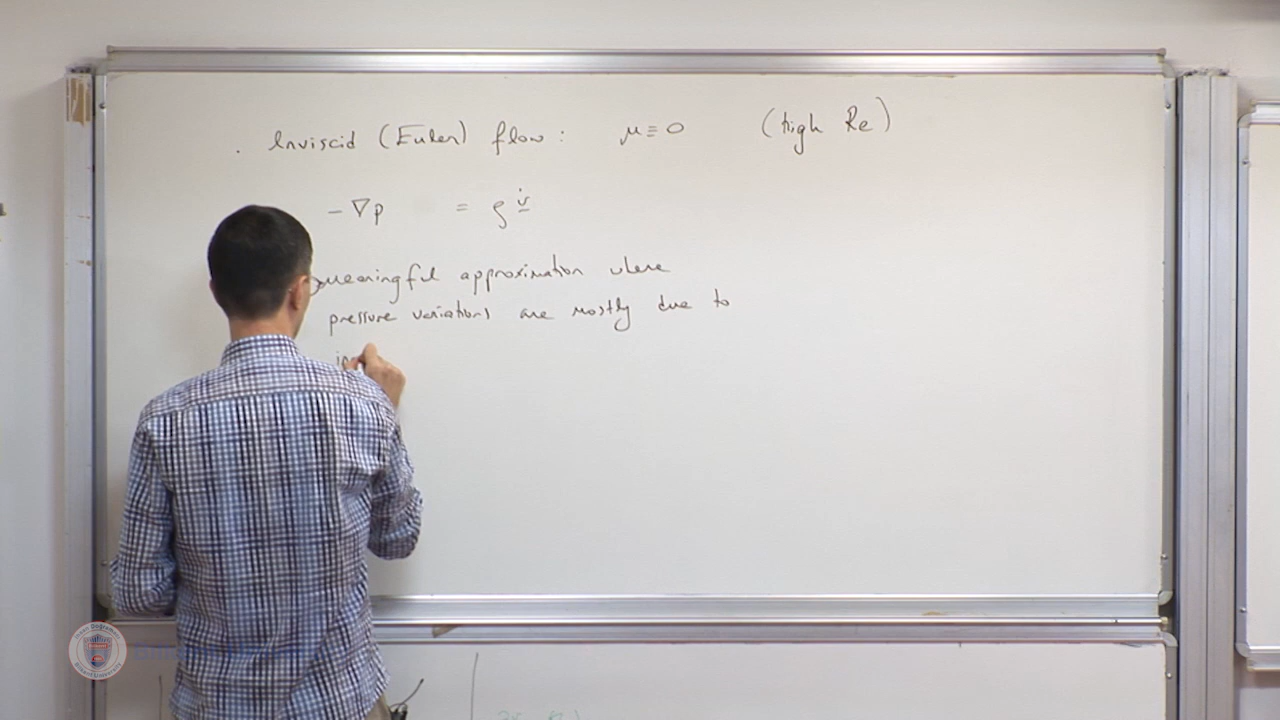 . Inviscid (Euler) flow : μ ≡ 0 (high Re)
− ∇p = ρ v̲̇
meaningful approximation where
pressure variations are mostly due to